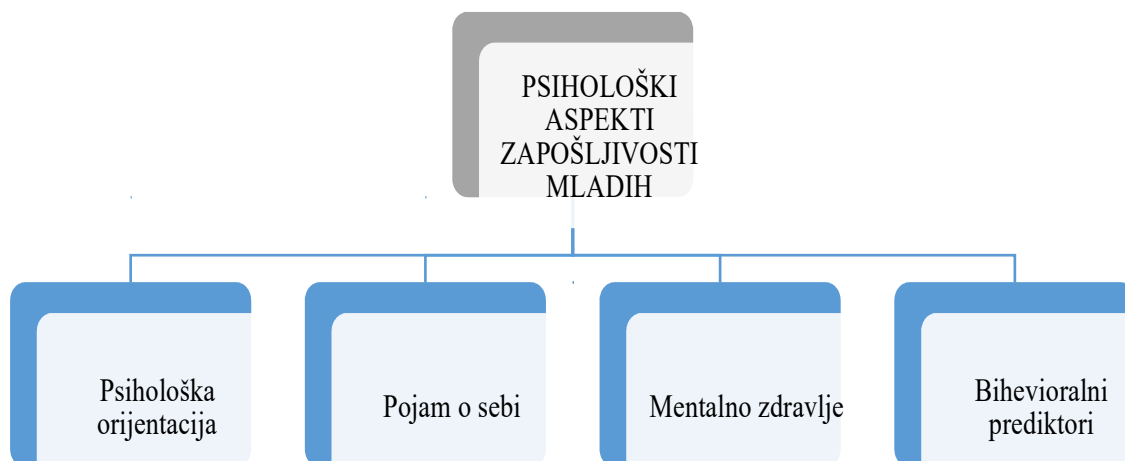 PSIHOLOŠKI
ASPEKTI
ZAPOŠLJIVOSTI
MLADIH
Psihološka
orijentacija
Pojam o sebi
Mentalno zdravlje
Bihevioralni
prediktori